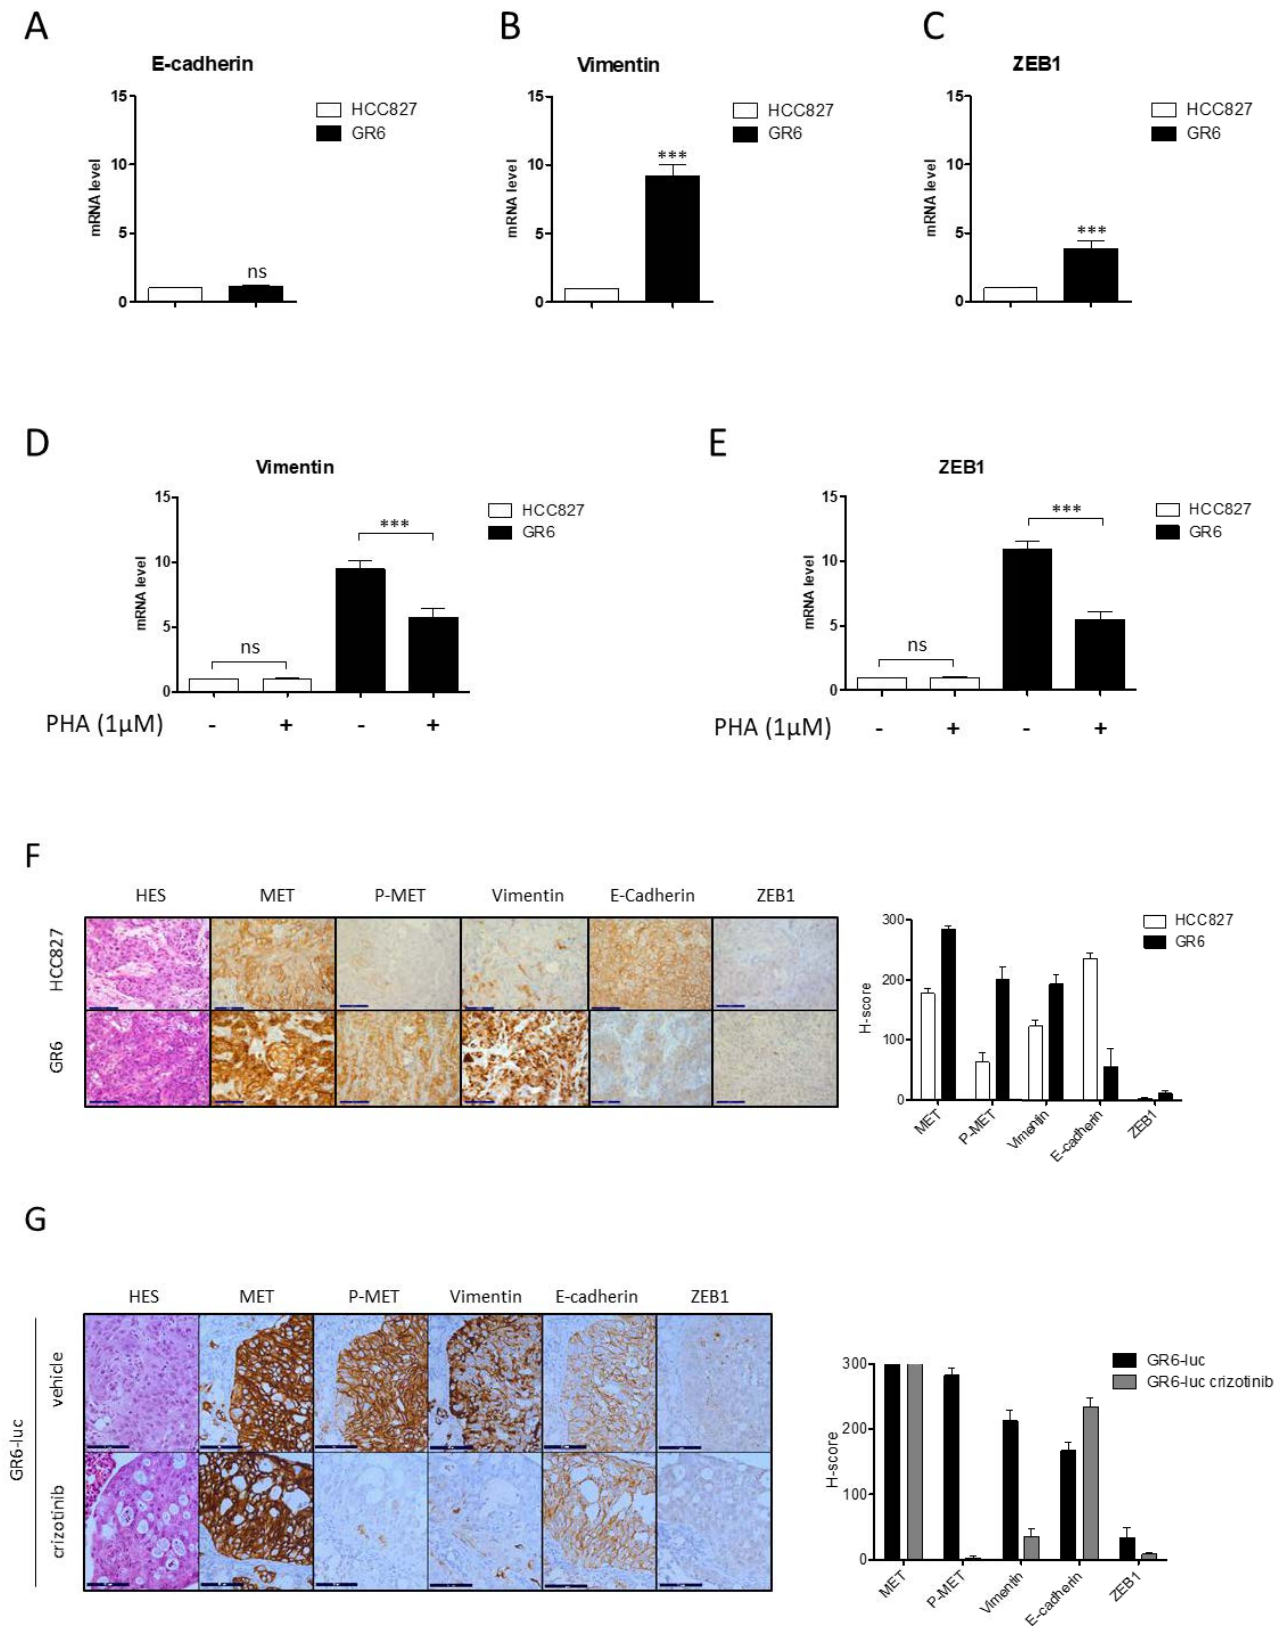 A
B
C
E-cadherin
Vimentin
ZEB1
15
10
5
0
mRNA level
ns
HCC827
GR6
15
10
5
0
mRNA level
***
HCC827
GR6
15
10
5
0
mRNA level
***
HCC827
GR6
D
E
Vimentin
15
10
5
0
mRNA level
ns
***
HCC827
GR6
PHA (1μM) - + - +
ZEB1
15
10
5
0
mRNA level
ns
***
HCC827
GR6
PHA (1μM) - + - +
F
HES MET P-MET Vimentin E-Cadherin ZEB1
HCC827
GR6
300
200
100
0
H-score
HCC827
GR6
MET P-MET Vimentin E-cadherin ZEB1
G
HES MET P-MET Vimentin E-cadherin ZEB1
GR6-luc
vehicle
crizotinib
300
200
100
0
H-score
GR6-luc
GR6-luc crizotinib
MET P-MET Vimentin E-cadherin ZEB1